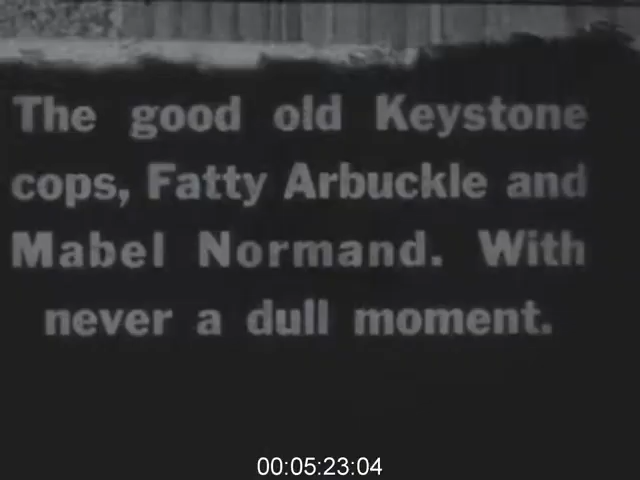 The good old Keystone
cops, Fatty Arbuckle and
Mabel Normand. With
never a dull moment.
00:05:23:04